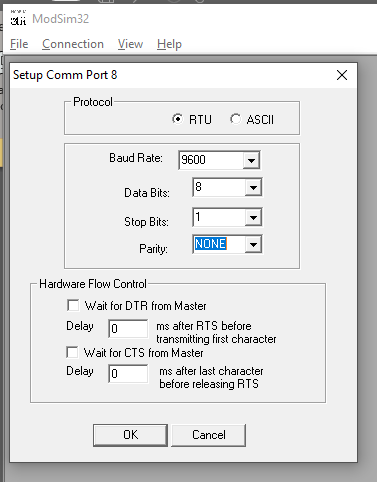 ModSim32
File Connection View Help
Setup Comm Port 8
Protocol
RTU ASCII
Baud Rate: 9600
Data Bits: 8
Stop Bits: 1
Parity: NONE
Hardware Flow Control
Wait for DTR from Master
Delay 0 ms after RTS before
transmitting first character
Wait for CTS from Master
Delay 0 ms after last character
before releasing RTS
OK Cancel